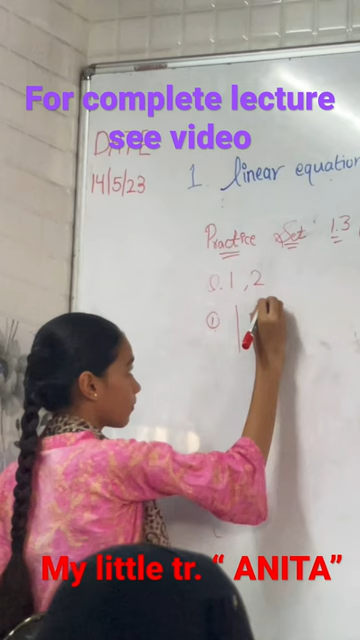 For complete lecture
see video
DATE
14/5/23
1 linear equation
Practice Set 1.3
Q.1, 2
①
My little tr. “ ANITA”